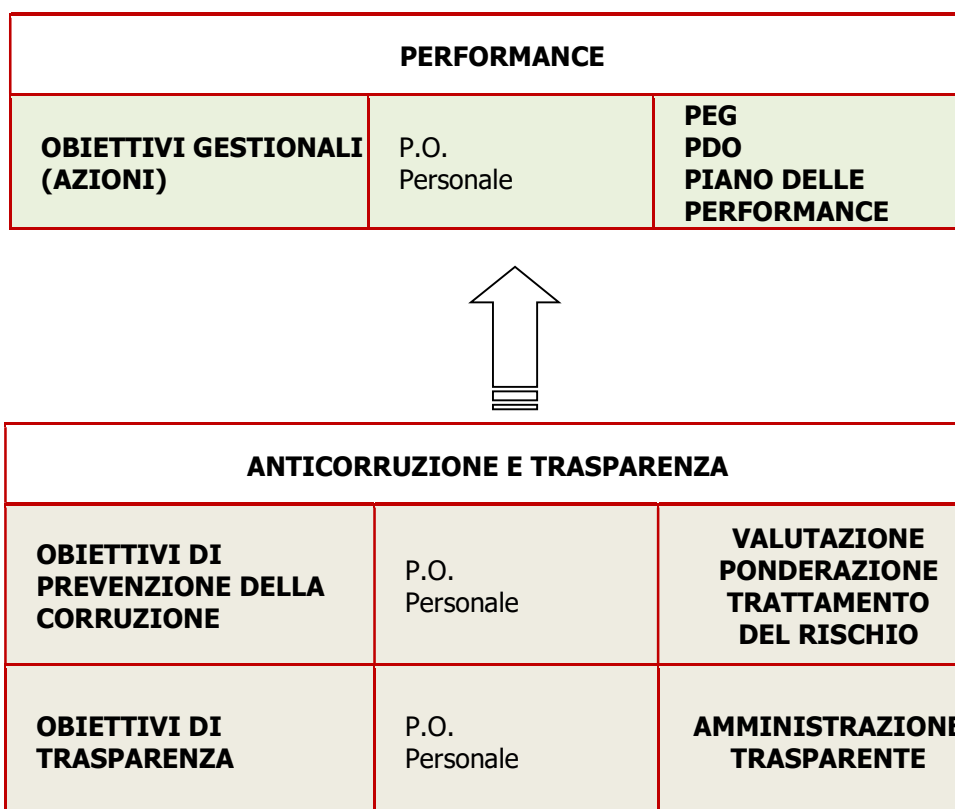 PERFORMANCE
OBIETTIVI GESTIONALI
(AZIONI)
P.O.
Personale
PEG
PDO
PIANO DELLE
PERFORMANCE
ANTICORRUZIONE E TRASPARENZA
OBIETTIVI DI
PREVENZIONE DELLA
CORRUZIONE
P.O.
Personale
VALUTAZIONE
PONDERAZIONE
TRATTAMENTO
DEL RISCHIO
OBIETTIVI DI
TRASPARENZA
P.O.
Personale
AMMINISTRAZIONE
TRASPARENTE